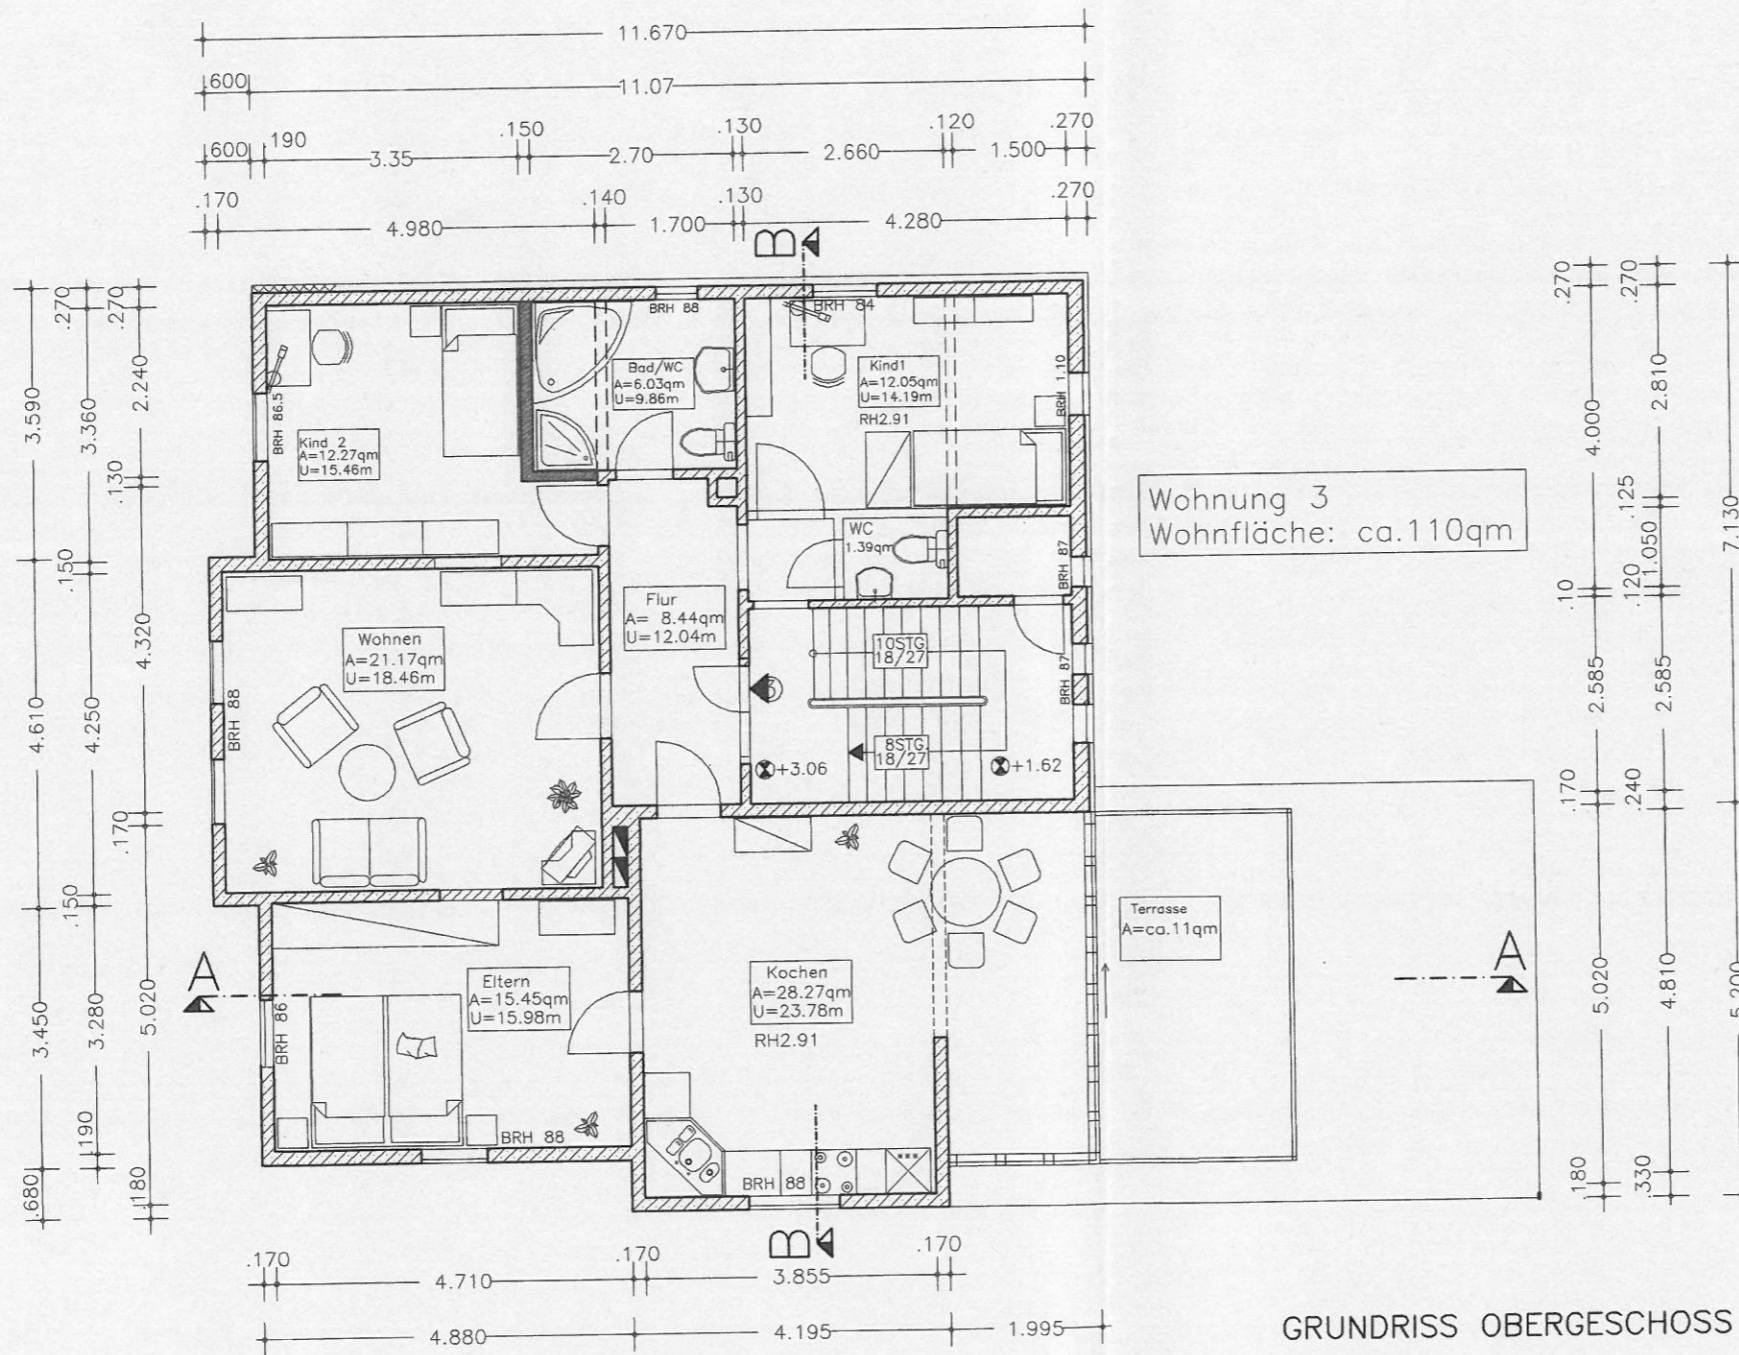 11.670
.600
11.07
.150
.130
.120
.270
.600
.190
3.35
2.70
2.660
1.500
.170
.140
.130
.270
4.980
1.700
4.280
B
.270
.270
3.590
3.360
2.240
.130
.150
4.610
4.250
4.320
.170
.150
3.450
3.280
5.020
.190
.680
.180
.270
.270
4.000
2.810
.125
7.130
1.050
.10
.120
2.585
2.585
.170
.240
5.020
4.810
5.200
.180
.330
BRH 88
BRH 84
BRH 1.10
BRH 86.5
Kind 2
A=12.27qm
U=15.46m
Bad/WC
A=6.03qm
U=9.86m
Kind1
A=12.05qm
U=14.19m
RH2.91
Wohnung 3
Wohnfläche: ca.110qm
WC
1.39qm
BRH 87
Flur
A= 8.44qm
U=12.04m
Wohnen
A=21.17qm
U=18.46m
BRH 88
10STG
18/27
BRH 87
3
8STG.
18/27
+3.06
+1.62
Terrasse
A=ca.11qm
A
A
Eltern
A=15.45qm
U=15.98m
BRH 86
Kochen
A=28.27qm
U=23.78m
RH2.91
BRH 88
BRH 88
B
.170
.170
.170
4.710
3.855
4.880
4.195
1.995
GRUNDRISS OBERGESCHOSS